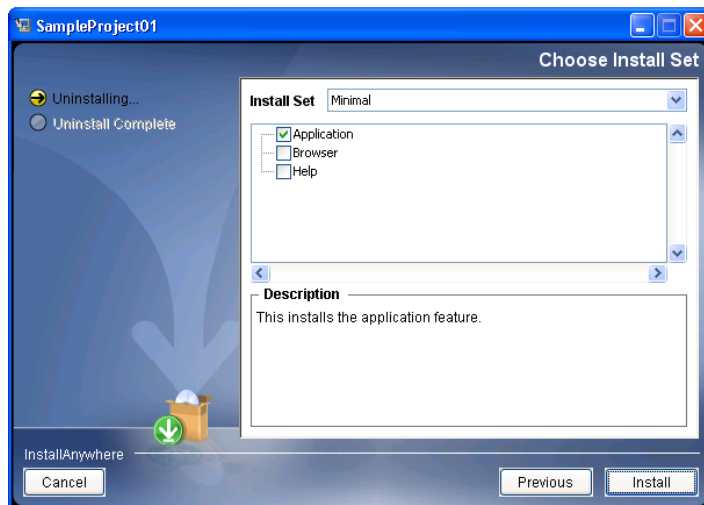 SampleProject01
Choose Install Set
Uninstalling...
Uninstall Complete
Install Set Minimal
Application
Browser
Help
Description
This installs the application feature.
InstallAnywhere
Cancel Previous Install